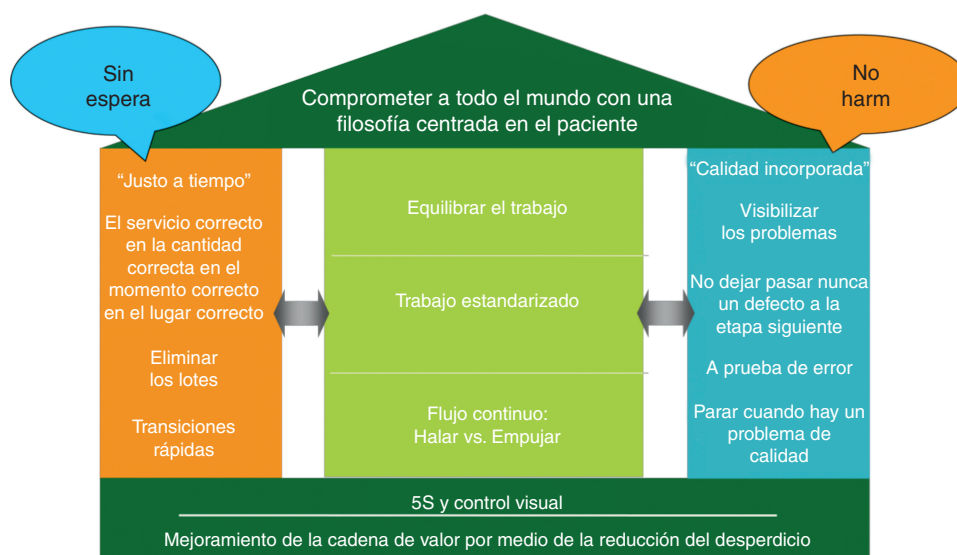 Sin
espera
No
harm
Comprometer a todo el mundo con una
filosofía centrada en el paciente
“Justo a tiempo”
El servicio correcto
en la cantidad
correcta en el
momento correcto
en el lugar correcto
Eliminar
los lotes
Transiciones
rápidas
Equilibrar el trabajo
Trabajo estandarizado
Flujo continuo:
Halar vs. Empujar
“Calidad incorporada”
Visibilizar
los problemas
No dejar pasar nunca
un defecto a la
etapa siguiente
A prueba de error
Parar cuando hay un
problema de
calidad
5S y control visual
Mejoramiento de la cadena de valor por medio de la reducción del desperdicio